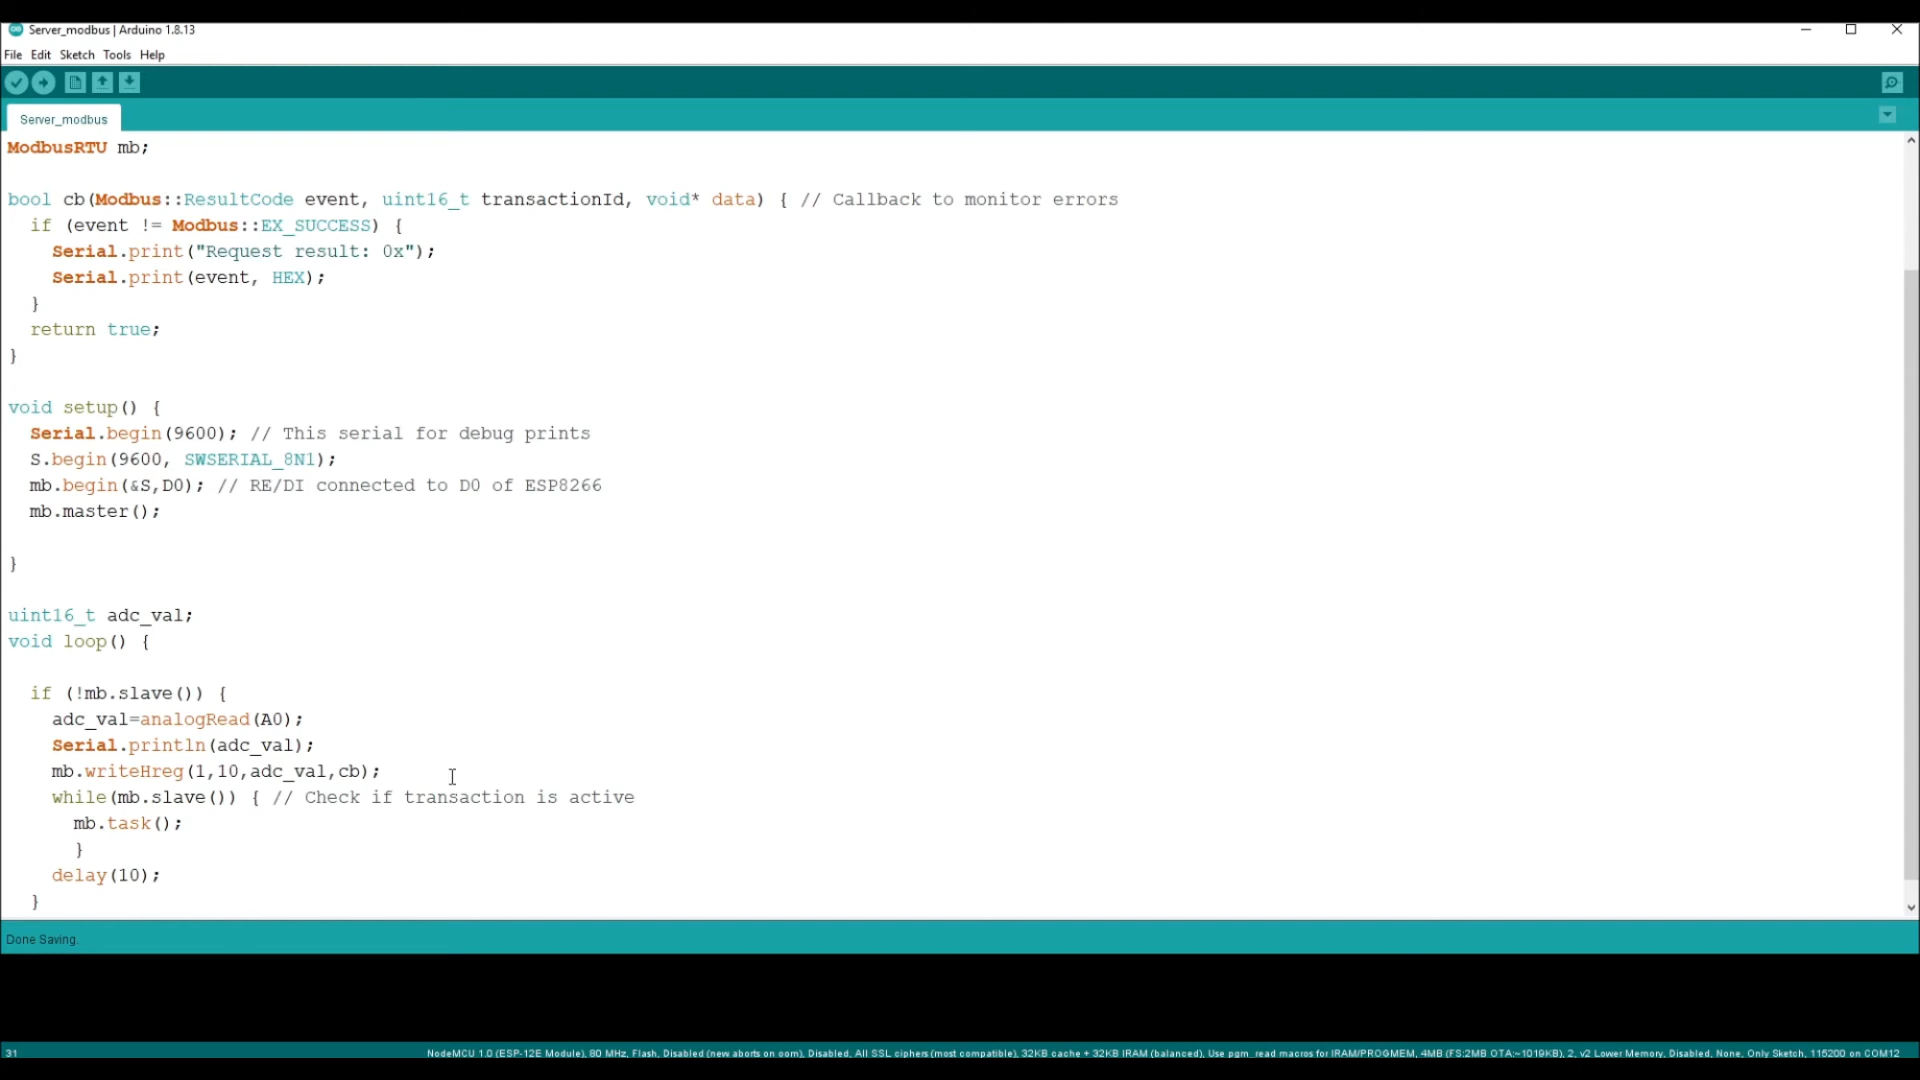 Server_modbus | Arduino 1.8.13
File Edit Sketch Tools Help
Server_modbus
ModbusRTU mb;
bool cb(Modbus::ResultCode event, uint16_t transactionId, void* data) { // Callback to monitor errors
  if (event != Modbus::EX_SUCCESS) {
    Serial.print("Request result: 0x");
    Serial.print(event, HEX);
  }
  return true;
}
void setup() {
  Serial.begin(9600); // This serial for debug prints
  S.begin(9600, SWSERIAL_8N1);
  mb.begin(&S,D0); // RE/DI connected to D0 of ESP8266
  mb.master();
}
uint16_t adc_val;
void loop() {
  if (!mb.slave()) {
    adc_val=analogRead(A0);
    Serial.println(adc_val);
    mb.writeHreg(1,10,adc_val,cb);
    while(mb.slave()) { // Check if transaction is active
      mb.task();
      }
    delay(10);
  }
Done Saving.
31 NodeMCU 1.0 (ESP-12E Module), 80 MHz, Flash, Disabled (new aborts on oom), Disabled, All SSL ciphers (most compatible), 32KB cache + 32KB IRAM (balanced), Use pgm_read macros for IRAM/PROGMEM, 4MB (FS:2MB OTA:~1019KB), 2, v2 Lower Memory, Disabled, None, Only Sketch, 115200 on COM12